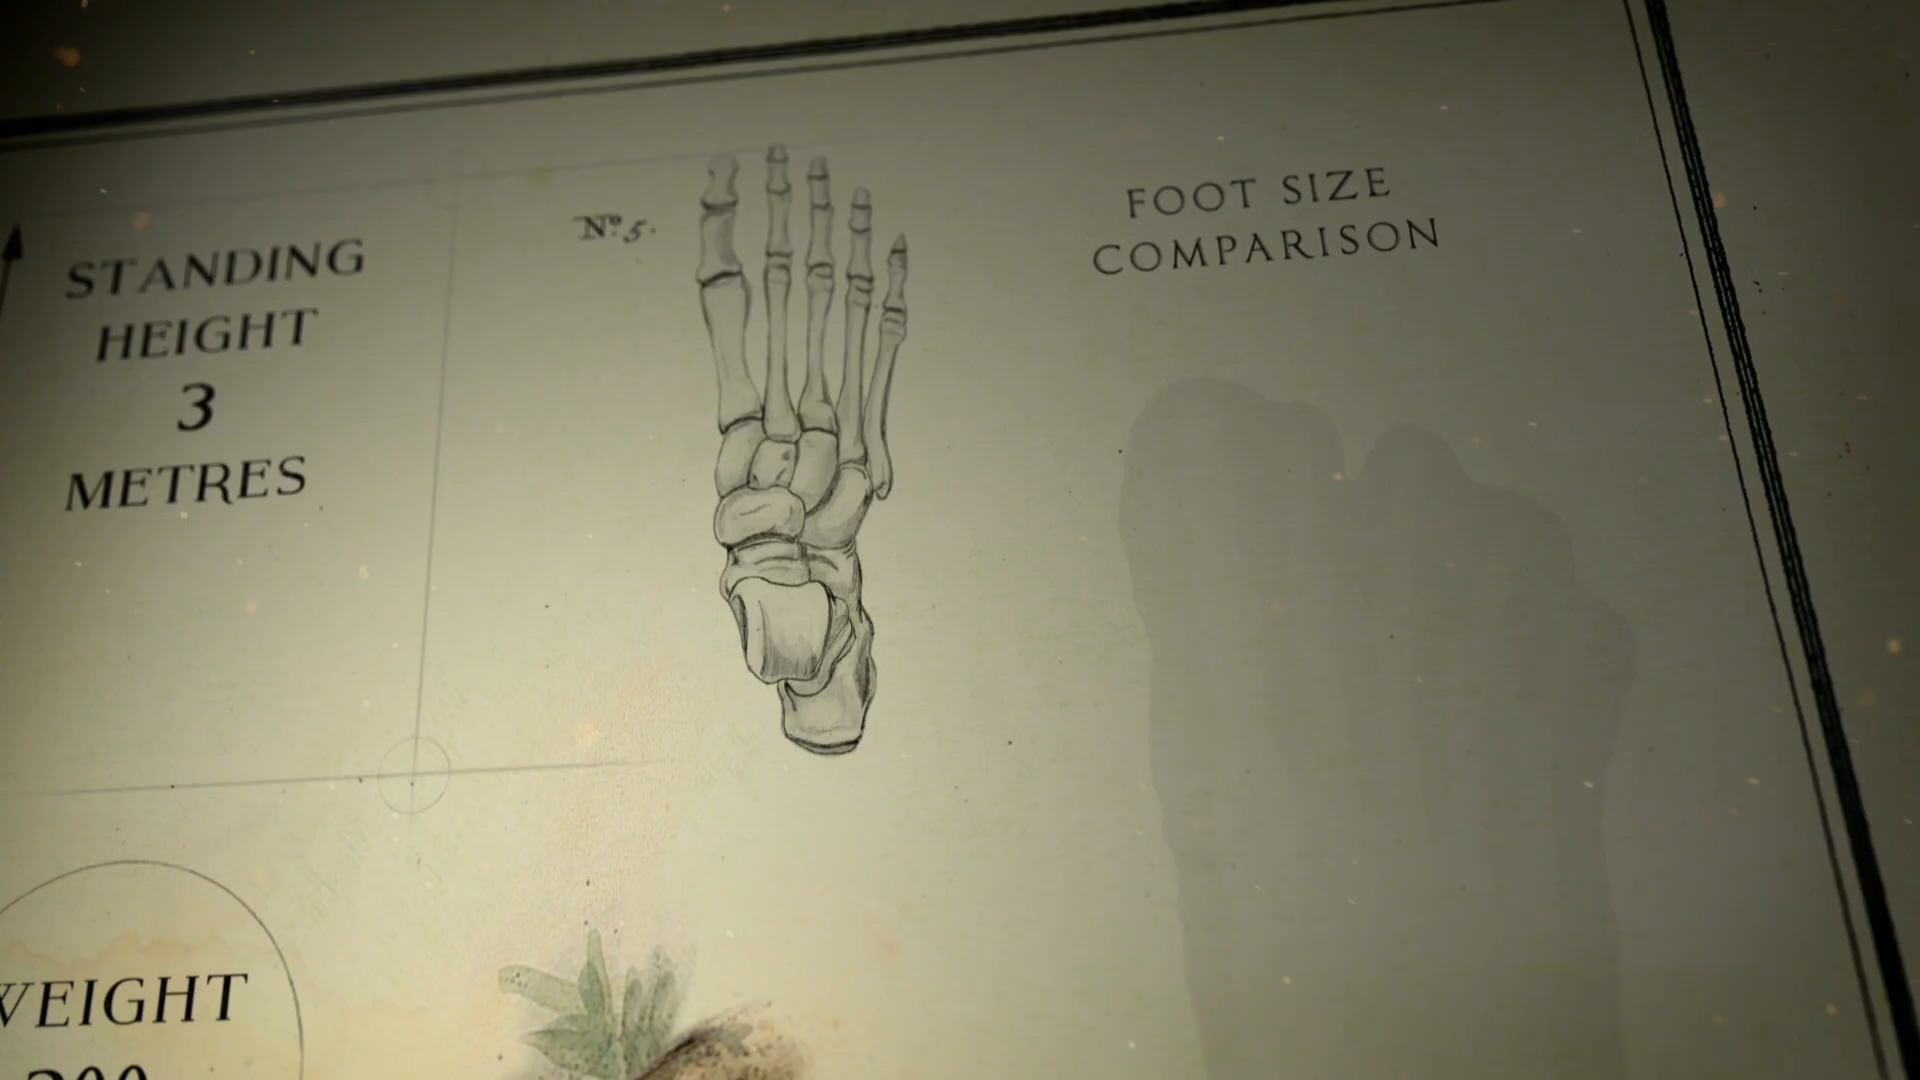 STANDING
HEIGHT
3
METRES
Nº 5.
FOOT SIZE
COMPARISON
WEIGHT